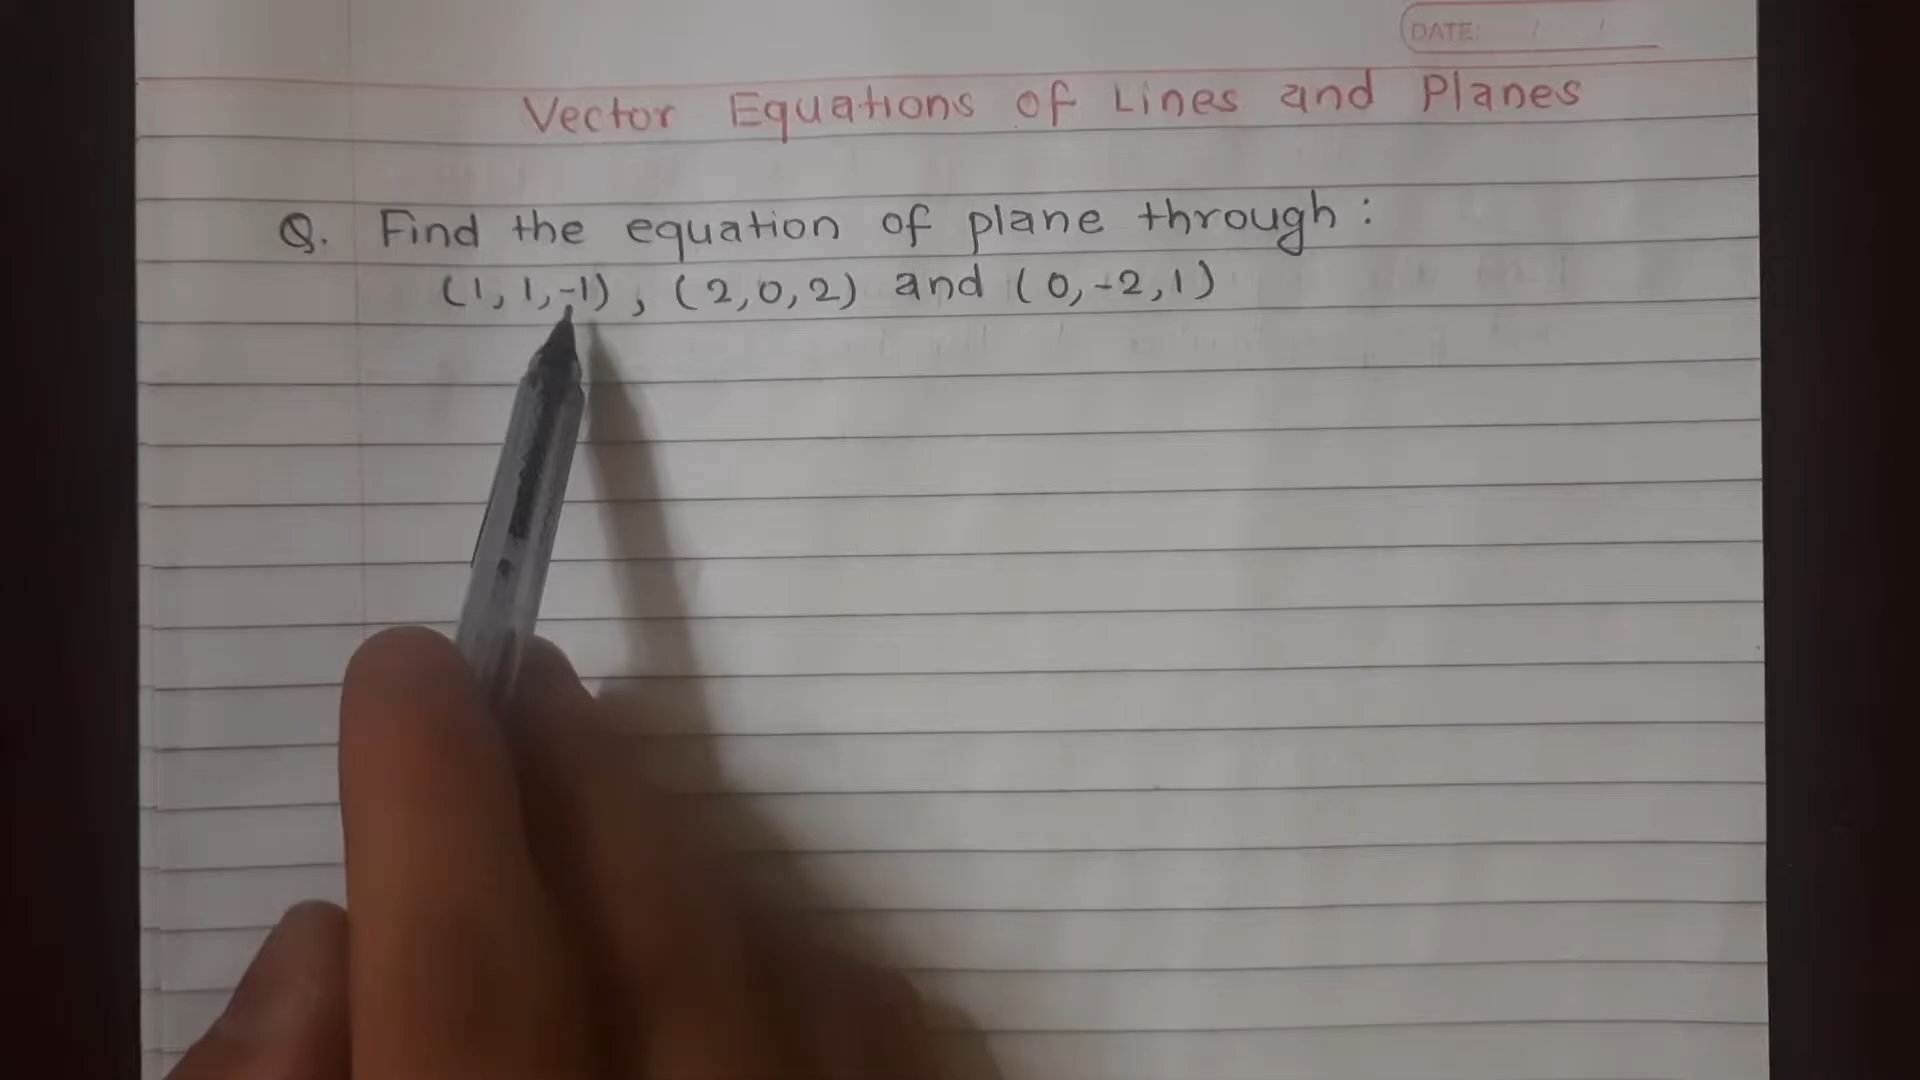 DATE: / /
Vector Equations of Lines and Planes
Q. Find the equation of plane through :
(1, 1, -1) , (2, 0, 2) and (0, -2, 1)